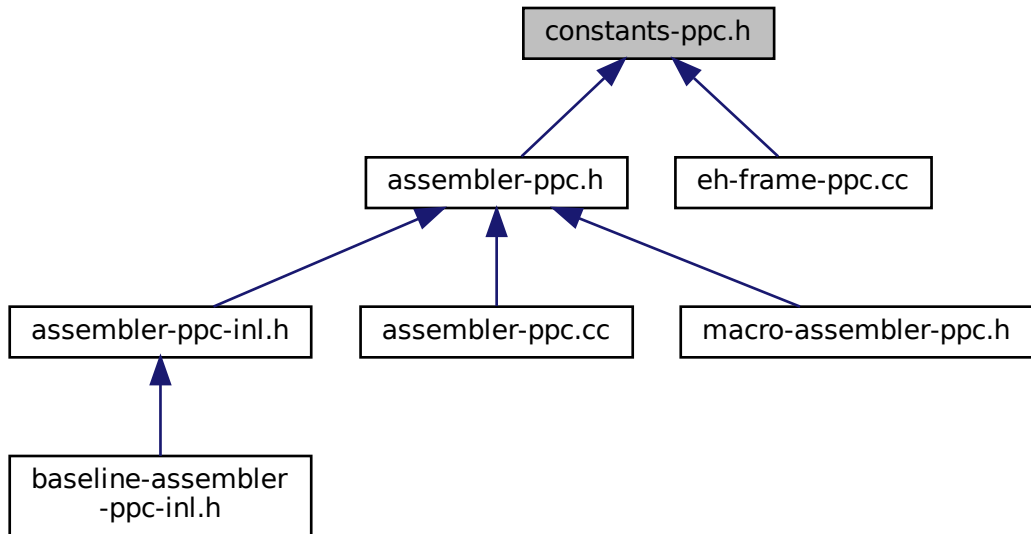 constants-ppc.h
assembler-ppc.h
eh-frame-ppc.cc
assembler-ppc-inl.h
assembler-ppc.cc
macro-assembler-ppc.h
baseline-assembler
-ppc-inl.h